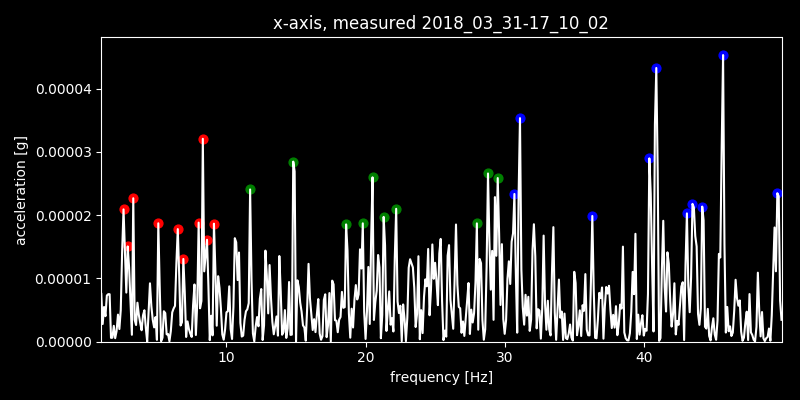 x-axis, measured 2018_03_31-17_10_02
0.00004
0.00003
0.00002
0.00001
0.00000
acceleration [g]
10 20 30 40
frequency [Hz]